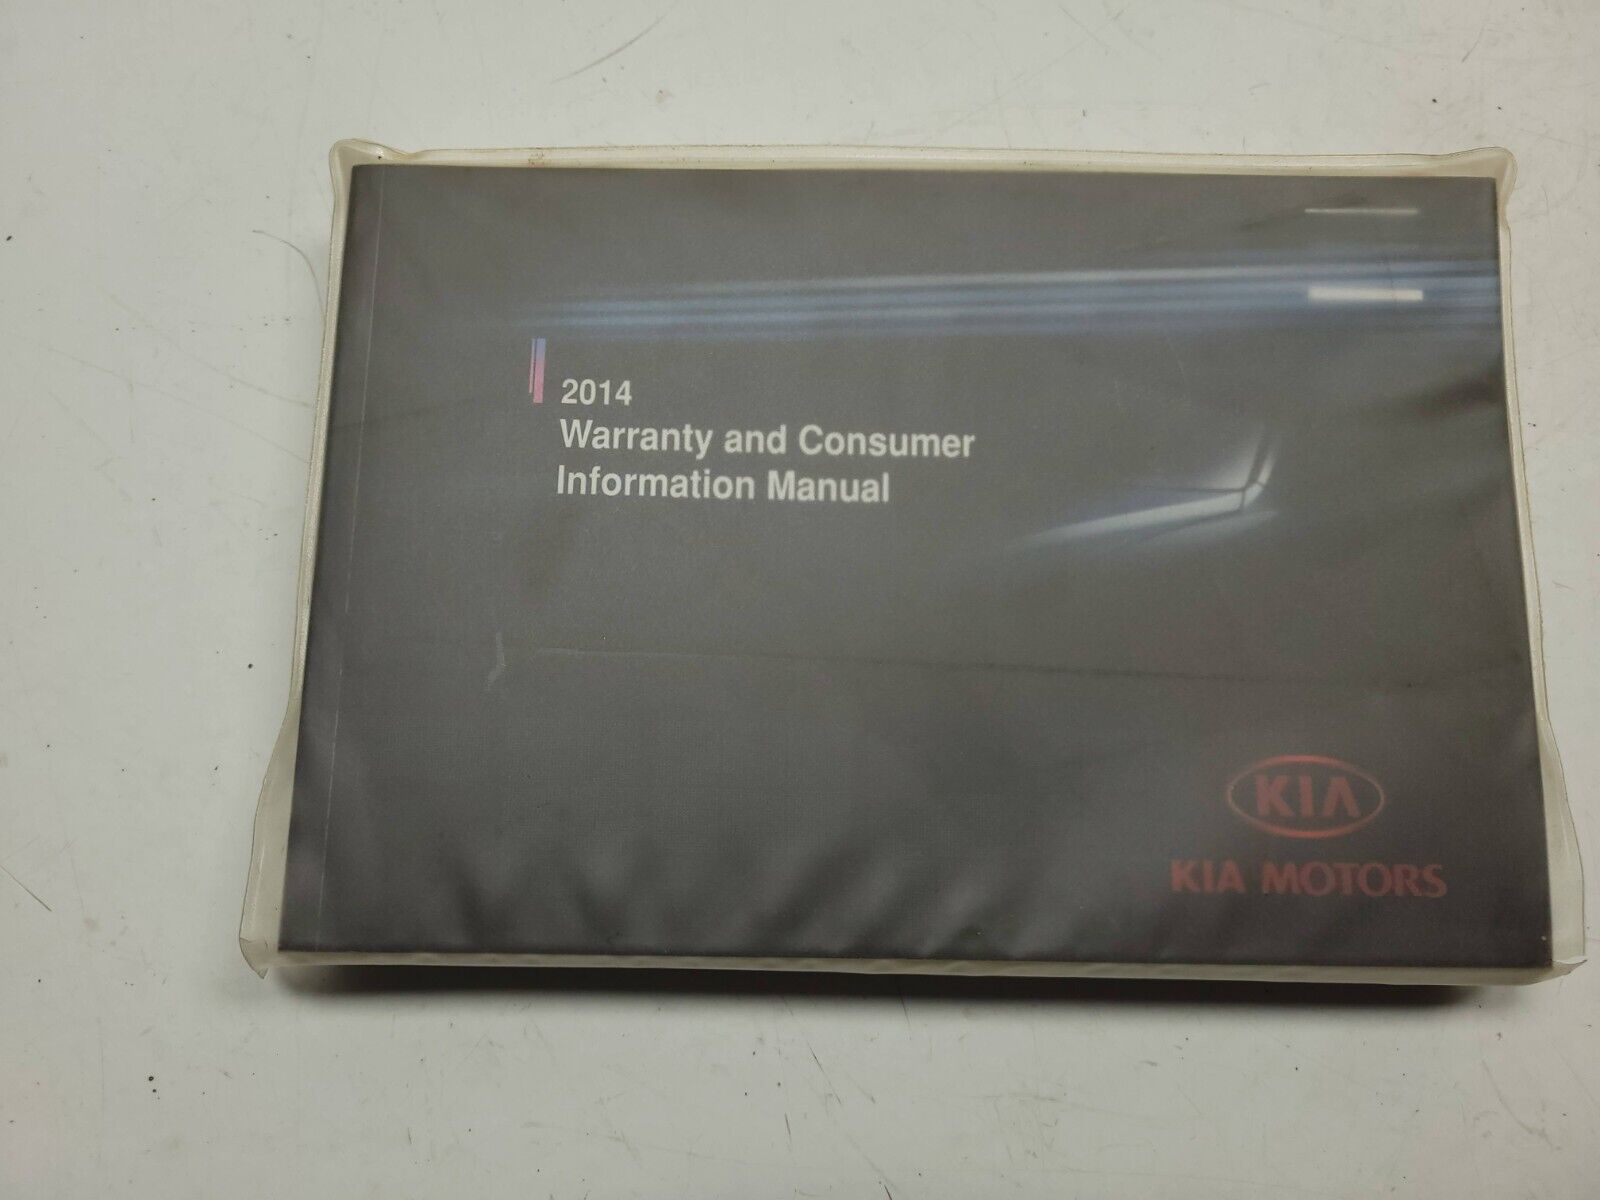 2014
Warranty and Consumer
Information Manual
KIA
KIA MOTORS